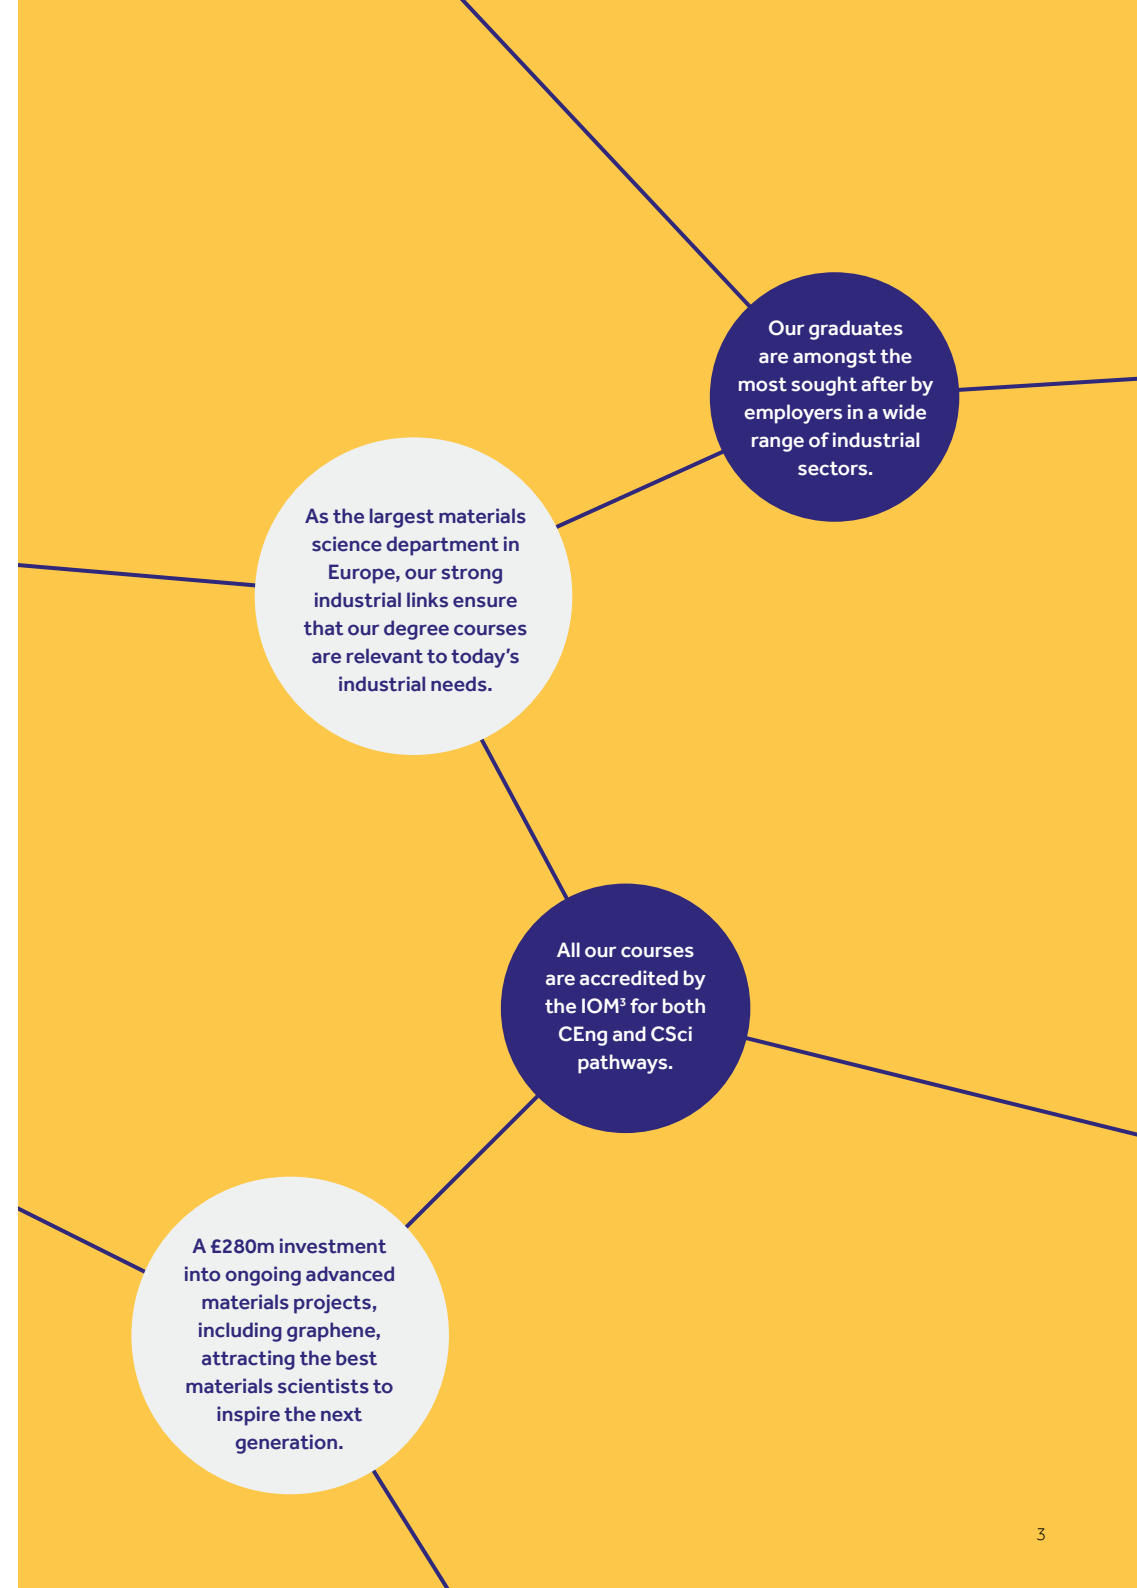 Our graduates
are amongst the
most sought after by
employers in a wide
range of industrial
sectors.
As the largest materials
science department in
Europe, our strong
industrial links ensure
that our degree courses
are relevant to today’s
industrial needs.
All our courses
are accredited by
the IOM³ for both
CEng and CSci
pathways.
A £280m investment
into ongoing advanced
materials projects,
including graphene,
attracting the best
materials scientists to
inspire the next
generation.
3